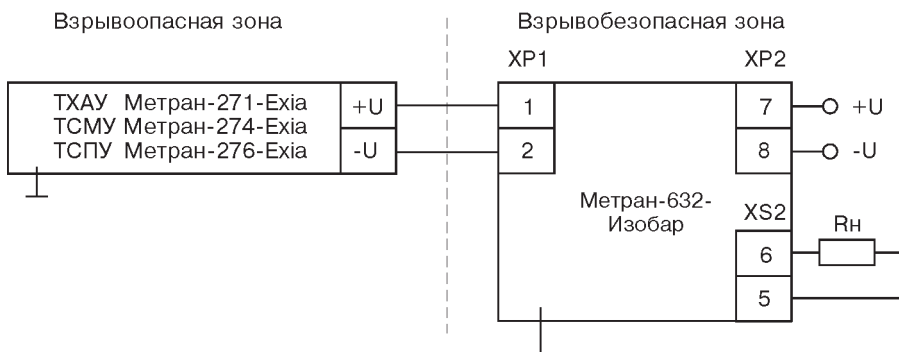 Взрывоопасная зона
Взрывобезопасная зона
XP1
XP2
ТХАУ Метран-271-Exia
ТСМУ Метран-274-Exia
ТСПУ Метран-276-Exia
+U
-U
1
2
7
8
+U
-U
Метран-632-
Изобар
XS2
6
5
Rн